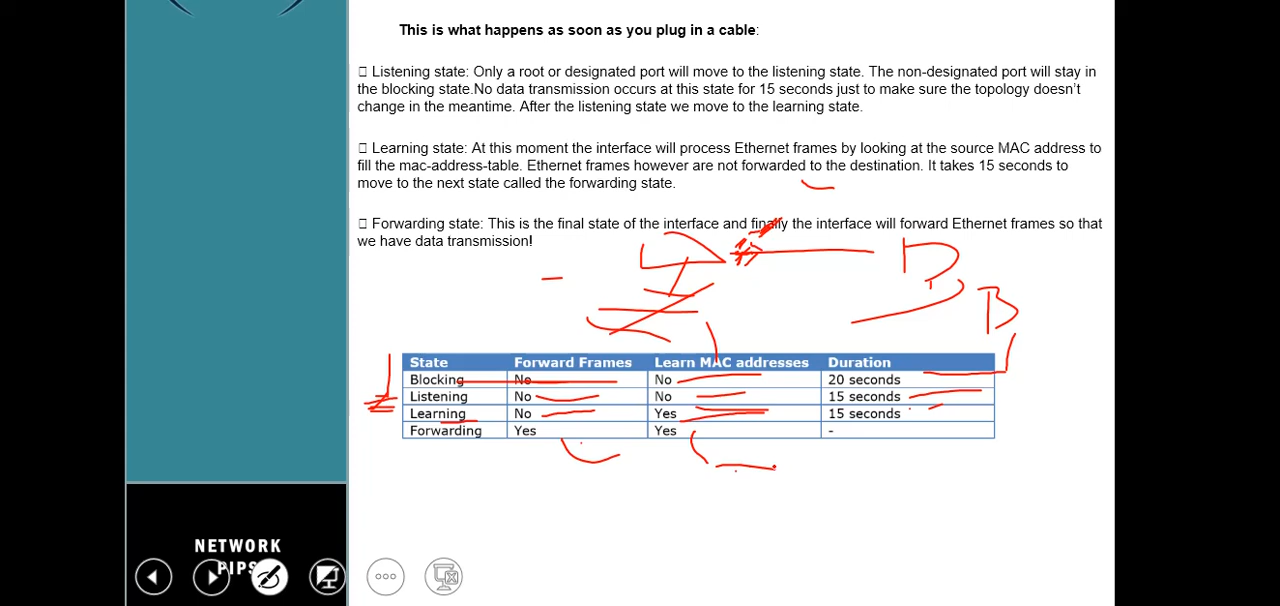 This is what happens as soon as you plug in a cable:
Listening state: Only a root or designated port will move to the listening state. The non-designated port will stay in
the blocking state.No data transmission occurs at this state for 15 seconds just to make sure the topology doesn't
change in the meantime. After the listening state we move to the learning state.
Learning state: At this moment the interface will process Ethernet frames by looking at the source MAC address to
fill the mac-address-table. Ethernet frames however are not forwarded to the destination. It takes 15 seconds to
move to the next state called the forwarding state.
Forwarding state: This is the final state of the interface and finally the interface will forward Ethernet frames so that
we have data transmission!
D
B
State Forward Frames Learn MAC addresses Duration
Blocking No No 20 seconds
Listening No No 15 seconds
Learning No Yes 15 seconds
Forwarding Yes Yes -
NETWORK
PIPS